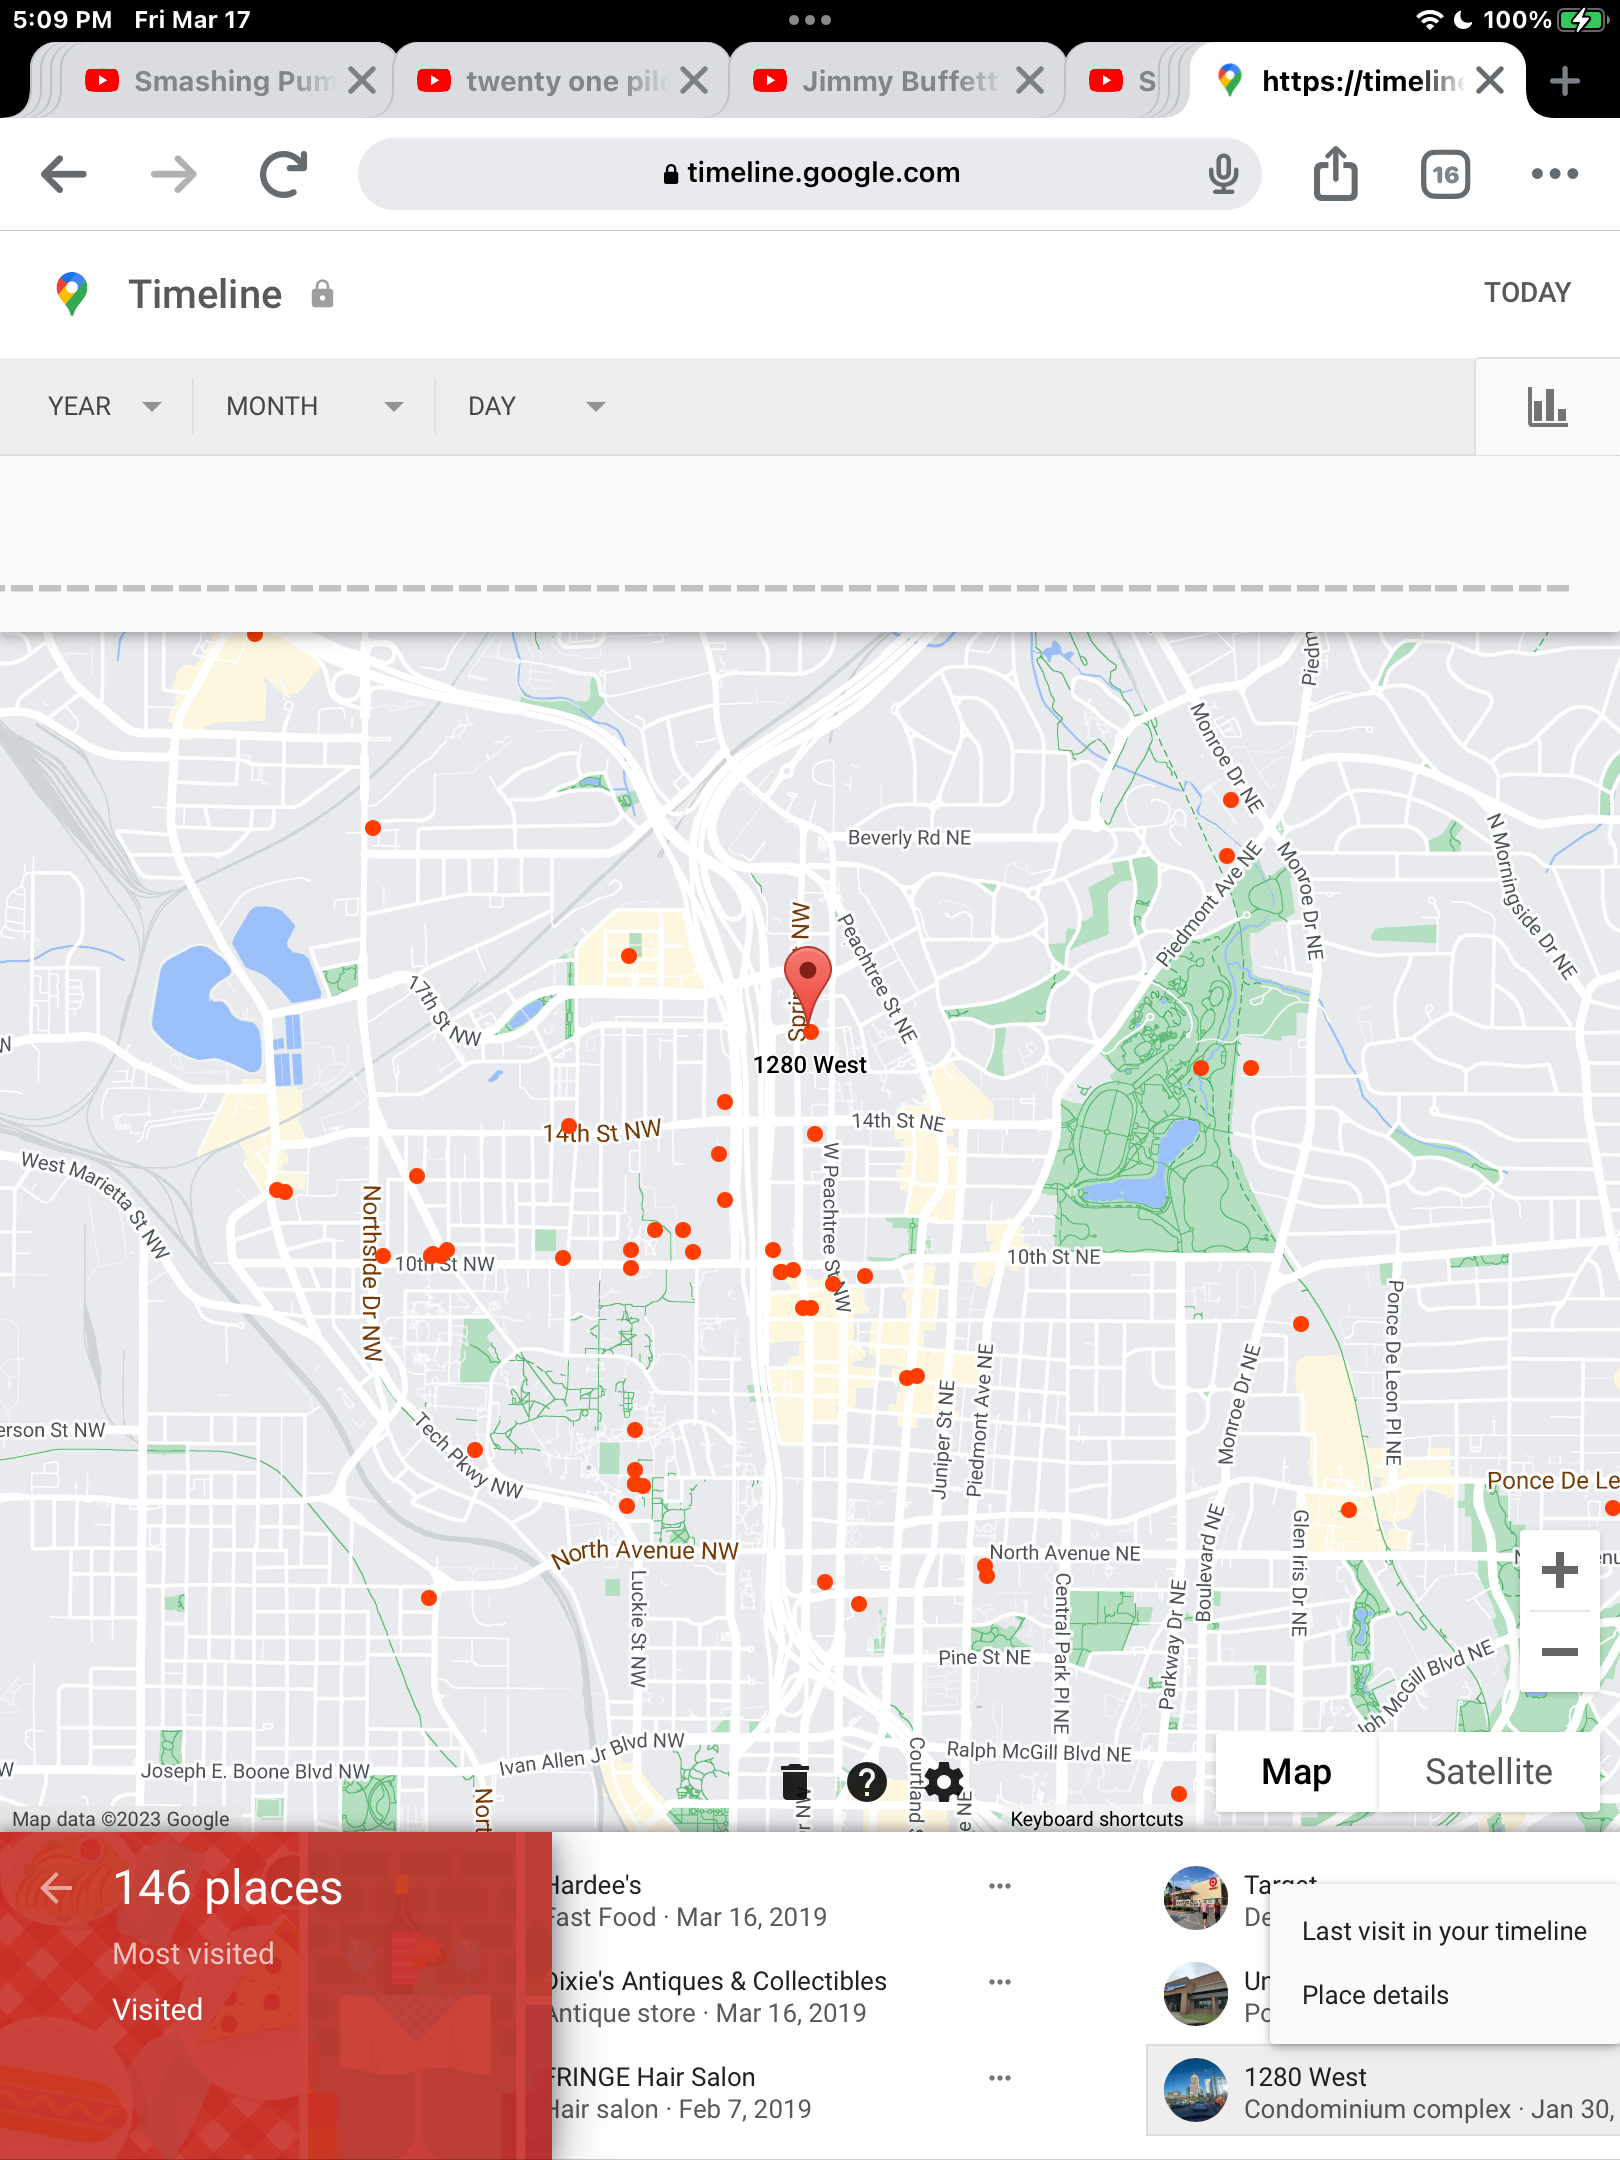 5:09 PM Fri Mar 17
100%
Smashing Pum
twenty one pil
Jimmy Buffett
S
https://timeline
timeline.google.com
16
Timeline
TODAY
YEAR
MONTH
DAY
Piedm
Monroe Dr NE
Beverly Rd NE
N Morningside Dr NE
Piedmont Ave NE
Monroe Dr NE
Peachtree St NE
17th St NW
1280 West
14th St NW
14th St NE
West Marietta St NW
W Peachtree St NW
Northside Dr NW
10th St NW
10th St NE
Ponce De Leon Pl NE
Monroe Dr NE
Juniper St NE
Piedmont Ave NE
erson St NW
Tech Pkwy NW
Ponce De Le
North Avenue NW
North Avenue NE
Glen Iris Dr NE
Boulevard NE
Luckie St NW
Central Park Pl NE
Parkway Dr NE
Pine St NE
lph McGill Blvd NE
Ivan Allen Jr Blvd NW
Ralph McGill Blvd NE
Courtland S
Joseph E. Boone Blvd NW
Nort
Map
Satellite
Map data ©2023 Google
Keyboard shortcuts
146 places
Most visited
Visited
Hardee's
Fast Food · Mar 16, 2019
Dixie's Antiques & Collectibles
Antique store · Mar 16, 2019
FRINGE Hair Salon
Hair salon · Feb 7, 2019
Target
De
Un
Po
Last visit in your timeline
Place details
1280 West
Condominium complex · Jan 30,